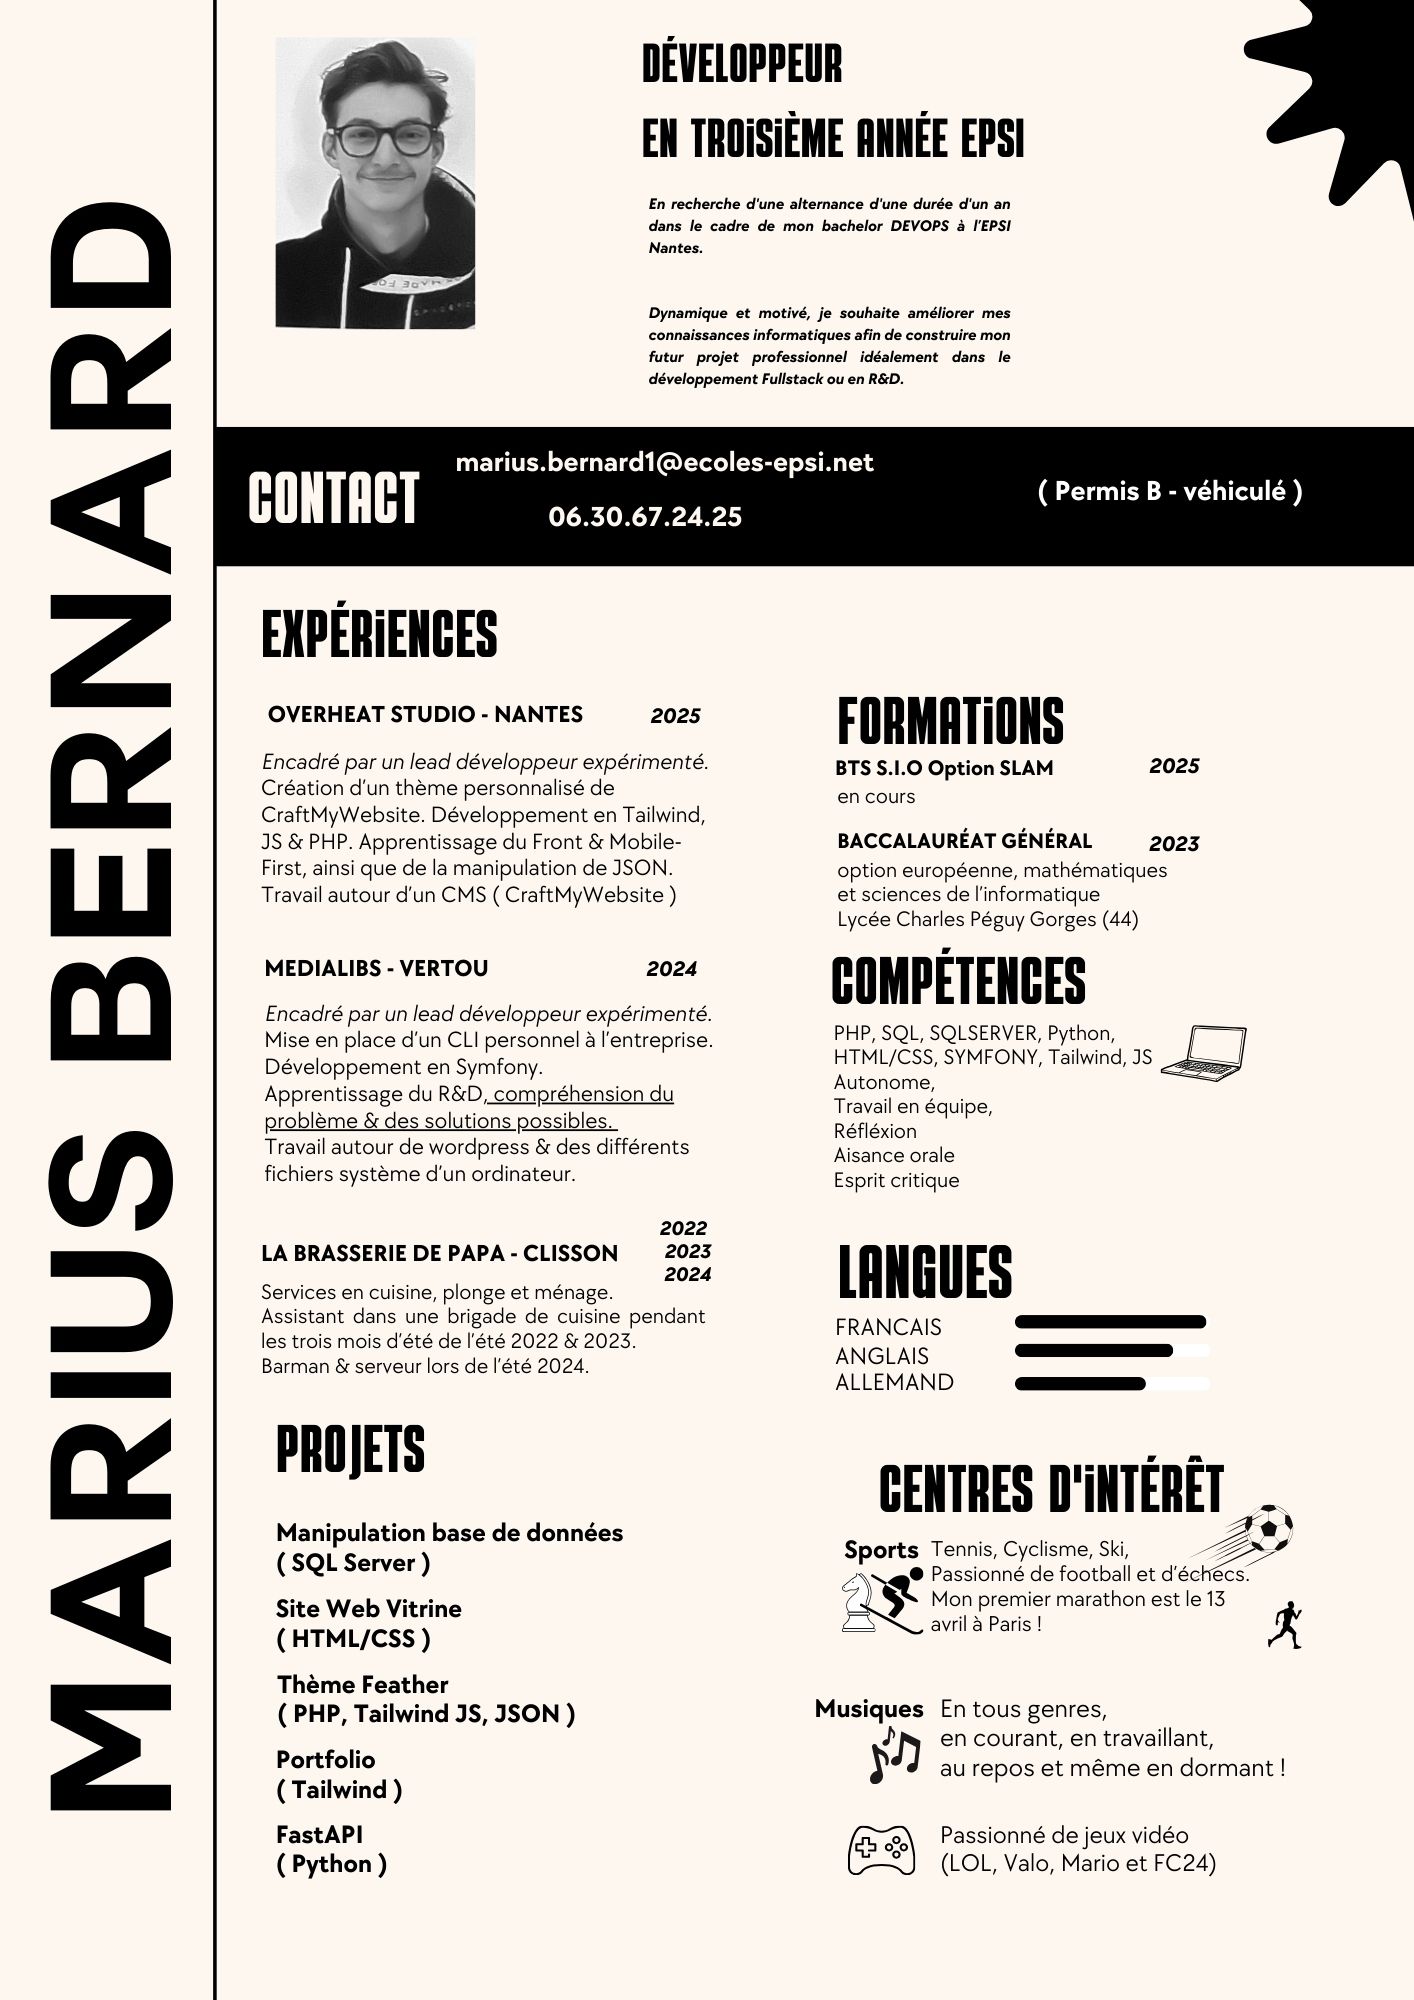 MARIUS BERNARD
DÉVELOPPEUR
EN TROiSiÈME ANNÉE EPSI
En recherche d'une alternance d'une durée d'un an
dans le cadre de mon bachelor DEVOPS à l'EPSI
Nantes.
Dynamique et motivé, je souhaite améliorer mes
connaissances informatiques afin de construire mon
futur projet professionnel idéalement dans le
développement Fullstack ou en R&D.
CONTACT
marius.bernard1@ecoles-epsi.net
06.30.67.24.25
( Permis B - véhiculé )
EXPÉRiENCES
OVERHEAT STUDIO - NANTES 2025
Encadré par un lead développeur expérimenté.
Création d'un thème personnalisé de
CraftMyWebsite. Développement en Tailwind,
JS & PHP. Apprentissage du Front & Mobile-
First, ainsi que de la manipulation de JSON.
Travail autour d'un CMS ( CraftMyWebsite )
MEDIALIBS - VERTOU 2024
Encadré par un lead développeur expérimenté.
Mise en place d'un CLI personnel à l'entreprise.
Développement en Symfony.
Apprentissage du R&D, compréhension du
problème & des solutions possibles.
Travail autour de wordpress & des différents
fichiers système d'un ordinateur.
2022
LA BRASSERIE DE PAPA - CLISSON 2023
2024
Services en cuisine, plonge et ménage.
Assistant dans une brigade de cuisine pendant
les trois mois d'été de l'été 2022 & 2023.
Barman & serveur lors de l'été 2024.
PROJETS
Manipulation base de données
( SQL Server )
Site Web Vitrine
( HTML/CSS )
Thème Feather
( PHP, Tailwind JS, JSON )
Portfolio
( Tailwind )
FastAPI
( Python )
FORMATiONS
BTS S.I.O Option SLAM 2025
en cours
BACCALAURÉAT GÉNÉRAL 2023
option européenne, mathématiques
et sciences de l'informatique
Lycée Charles Péguy Gorges (44)
COMPÉTENCES
PHP, SQL, SQLSERVER, Python,
HTML/CSS, SYMFONY, Tailwind, JS
Autonome,
Travail en équipe,
Réfléxion
Aisance orale
Esprit critique
LANGUES
FRANCAIS
ANGLAIS
ALLEMAND
CENTRES D'iNTÉRÊT
Sports Tennis, Cyclisme, Ski,
Passionné de football et d'échecs.
Mon premier marathon est le 13
avril à Paris !
Musiques En tous genres,
en courant, en travaillant,
au repos et même en dormant !
Passionné de jeux vidéo
(LOL, Valo, Mario et FC24)